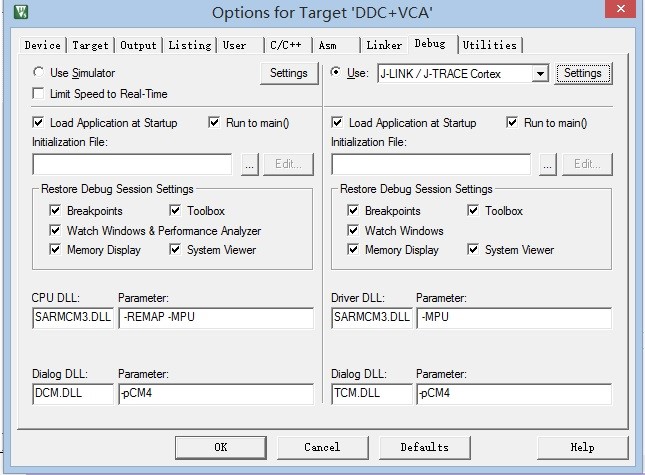 Options for Target 'DDC+VCA'
Device Target Output Listing User C/C++ Asm Linker Debug Utilities
Use Simulator Settings Use: J-LINK / J-TRACE Cortex Settings
Limit Speed to Real-Time
Load Application at Startup Run to main() Load Application at Startup Run to main()
Initialization File: Initialization File:
... Edit... ... Edit...
Restore Debug Session Settings Restore Debug Session Settings
Breakpoints Toolbox Breakpoints Toolbox
Watch Windows & Performance Analyzer Watch Windows
Memory Display System Viewer Memory Display System Viewer
CPU DLL: Parameter: Driver DLL: Parameter:
SARMCM3.DLL -REMAP -MPU SARMCM3.DLL -MPU
Dialog DLL: Parameter: Dialog DLL: Parameter:
DCM.DLL -pCM4 TCM.DLL -pCM4
OK Cancel Defaults Help